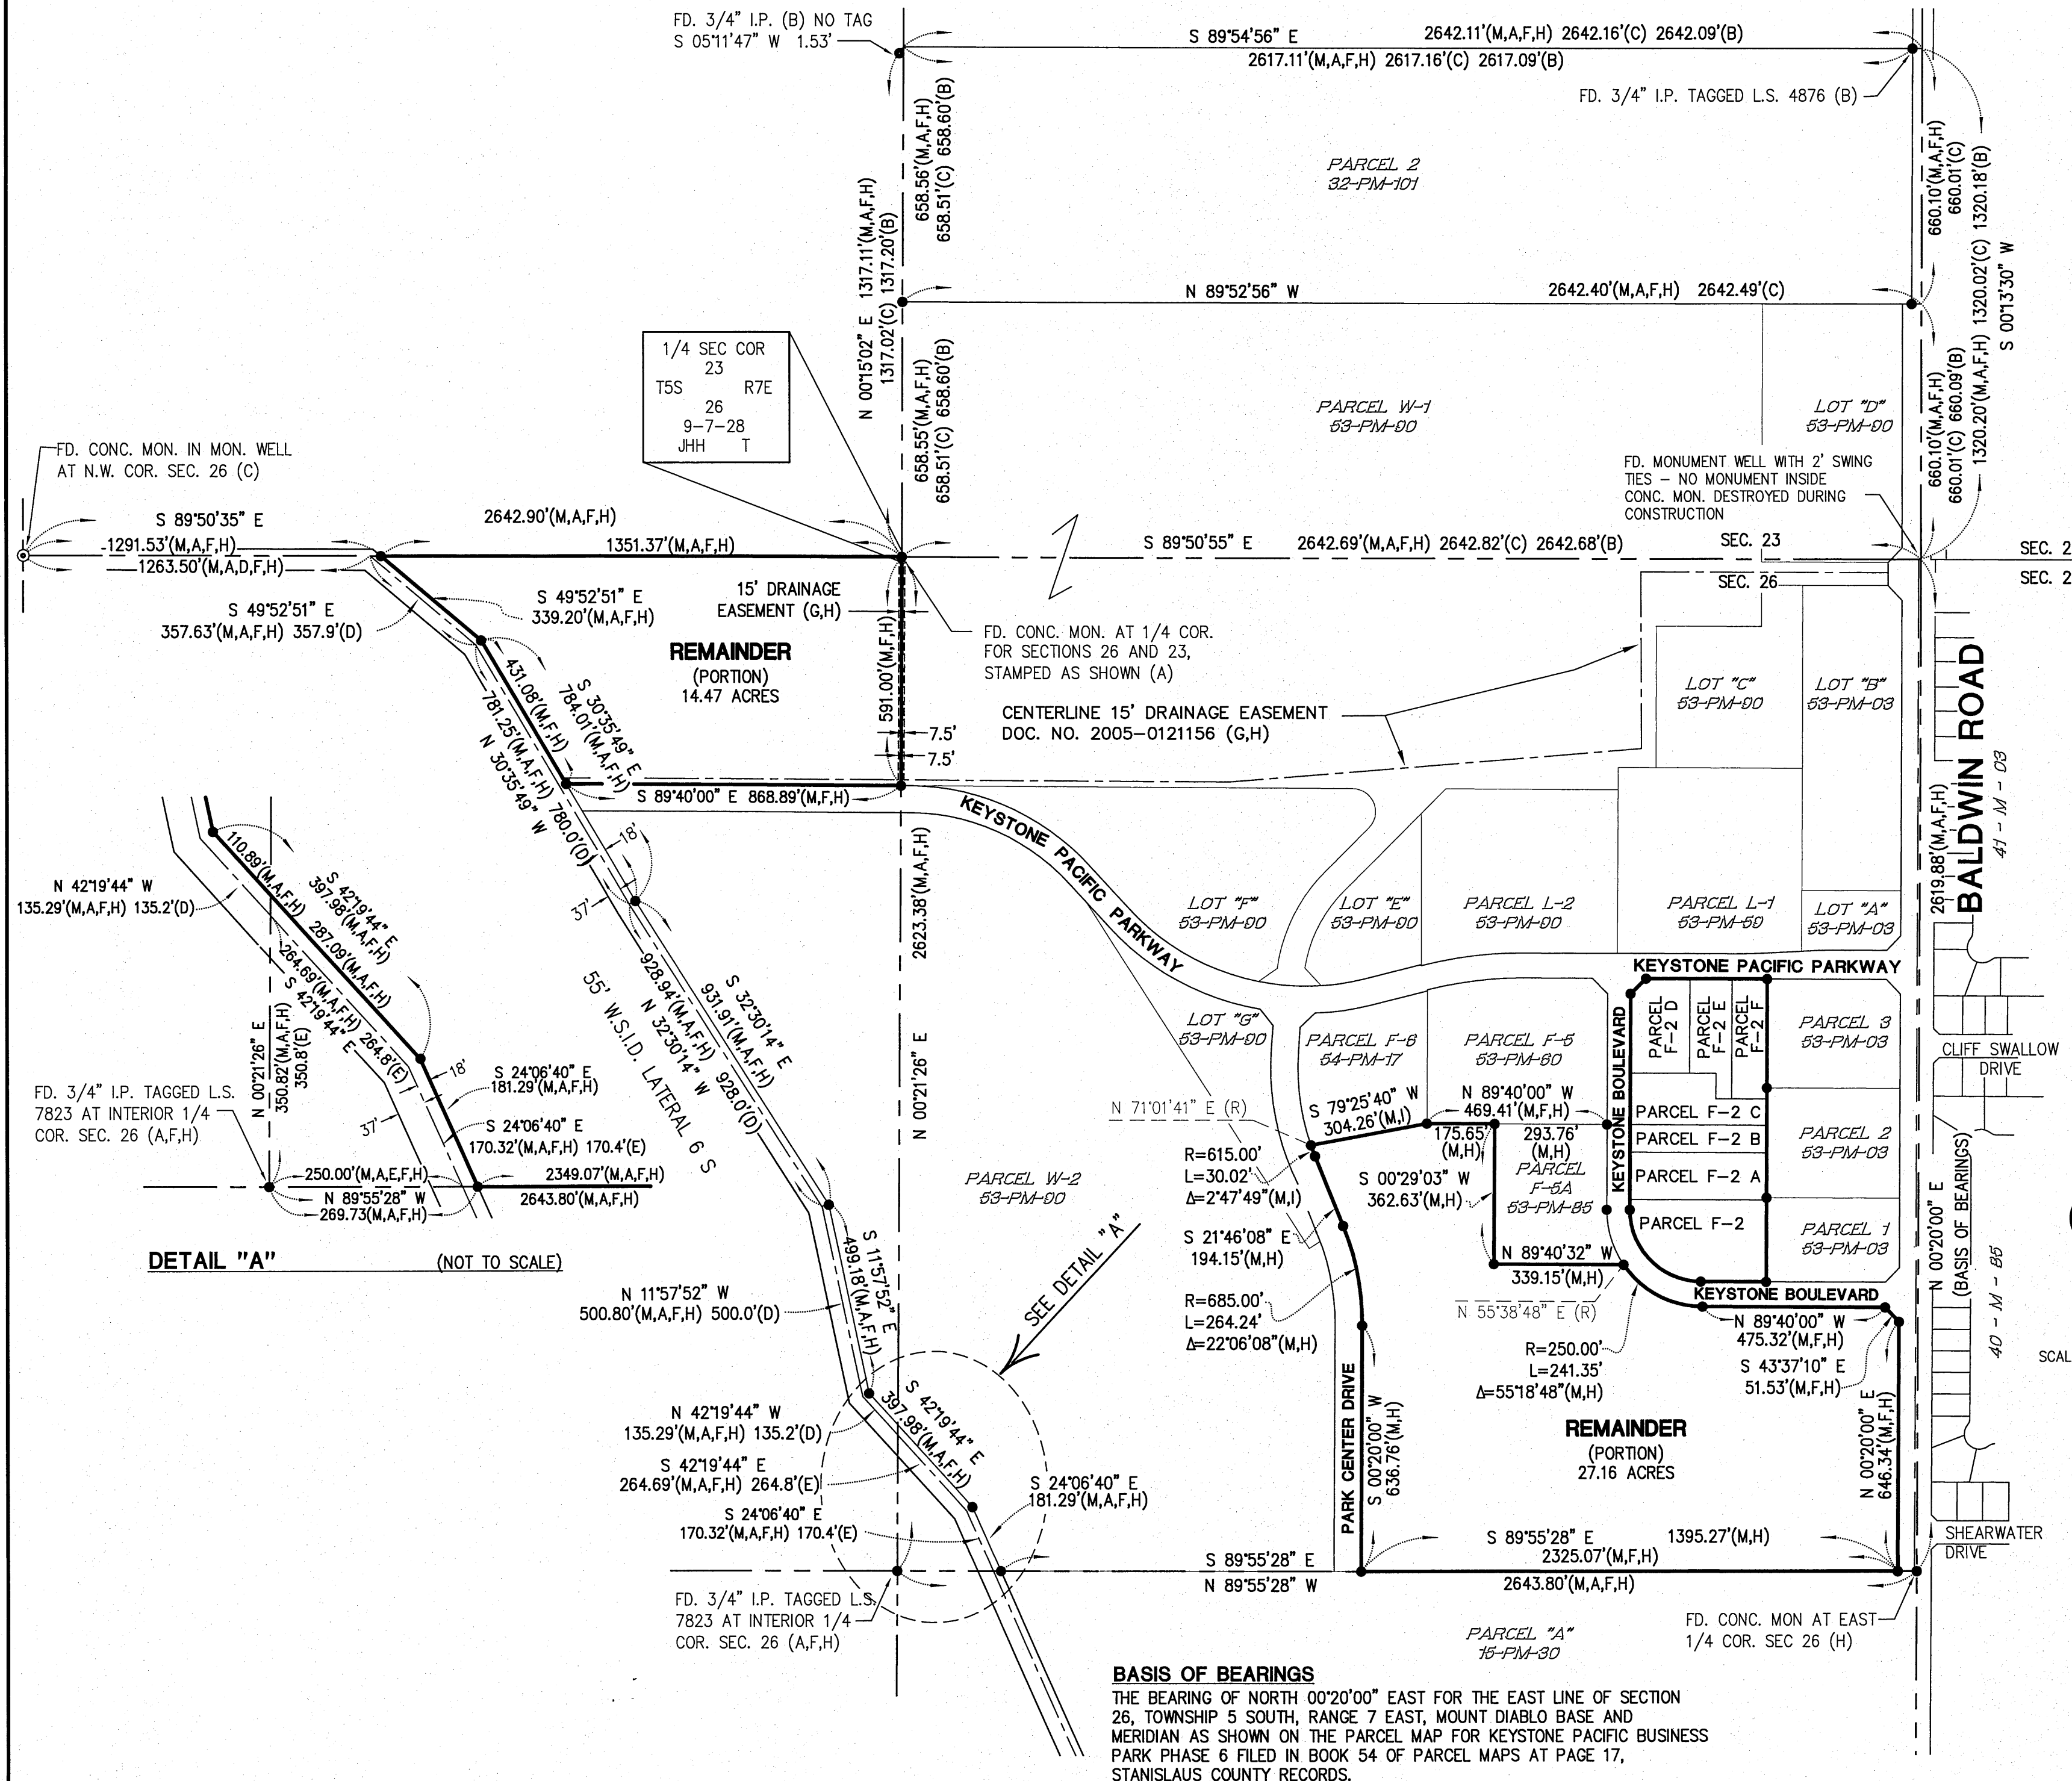 FD. 3/4" I.P. (B) NO TAG
S 05°11'47" W 1.53'
S 89°54'56" E 2642.11'(M,A,F,H) 2642.16'(C) 2642.09'(B)
2617.11'(M,A,F,H) 2617.16'(C) 2617.09'(B)
FD. 3/4" I.P. TAGGED L.S. 4876 (B)
PARCEL 2
32-PM-101
N 00°15'02" E 1317.11'(M,A,F,H)
1317.02'(C) 1317.20'(B)
658.56'(M,A,F,H)
658.51'(C) 658.60'(B)
660.10'(M,A,F,H)
660.01'(C)
1320.20'(M,A,F,H) 1320.02'(C) 1320.18'(B)
S 00°13'30" W
N 89°52'56" W 2642.40'(M,A,F,H) 2642.49'(C)
1/4 SEC COR
23
T5S R7E
26
9-7-28
JHH T
658.55'(M,A,F,H)
658.51'(C) 658.60'(B)
PARCEL W-1
53-PM-90
LOT "D"
53-PM-90
660.10'(M,A,F,H)
660.01'(C) 660.09'(B)
FD. CONC. MON. IN MON. WELL
AT N.W. COR. SEC. 26 (C)
FD. MONUMENT WELL WITH 2' SWING
TIES – NO MONUMENT INSIDE
CONC. MON. DESTROYED DURING
CONSTRUCTION
S 89°50'35" E
2642.90'(M,A,F,H)
1291.53'(M,A,F,H)
1351.37'(M,A,F,H)
1263.50'(M,A,D,F,H)
S 89°50'55" E 2642.69'(M,A,F,H) 2642.82'(C) 2642.68'(B)
SEC. 23
SEC. 26
SEC. 2
SEC. 2
S 49°52'51" E
357.63'(M,A,F,H) 357.9'(D)
S 49°52'51" E
339.20'(M,A,F,H)
15' DRAINAGE
EASEMENT (G,H)
REMAINDER
(PORTION)
14.47 ACRES
591.00'(M,F,H)
7.5'
7.5'
FD. CONC. MON. AT 1/4 COR.
FOR SECTIONS 26 AND 23,
STAMPED AS SHOWN (A)
CENTERLINE 15' DRAINAGE EASEMENT
DOC. NO. 2005-0121156 (G,H)
LOT "C"
53-PM-90
LOT "B"
53-PM-03
BALDWIN ROAD
41 - M - 03
431.08'(M,F,H)
S 30°35'49" E
784.01'(M,A,F,H)
781.25'(M,A,F,H) 780.0'(D)
N 30°35'49" W
S 89°40'00" E 868.89'(M,F,H)
18'
37'
KEYSTONE PACIFIC PARKWAY
2623.38'(M,A,F,H)
N 00°21'26" E
2619.88'(M,A,F,H)
N 00°20'00" E
(BASIS OF BEARINGS)
LOT "F"
53-PM-90
LOT "E"
53-PM-90
PARCEL L-2
53-PM-90
PARCEL L-1
53-PM-59
LOT "A"
53-PM-03
110.89'(M,A,F,H)
S 42°19'44" E
397.98'(M,A,F,H)
287.09'(M,A,F,H)
N 42°19'44" W
135.29'(M,A,F,H) 135.2'(D)
264.69'(M,A,F,H) 264.8'(E)
S 42°19'44" E
N 00°21'26" E
350.82'(M,A,F,H)
350.8'(E)
FD. 3/4" I.P. TAGGED L.S.
7823 AT INTERIOR 1/4
COR. SEC. 26 (A,F,H)
18'
37'
S 24°06'40" E
181.29'(M,A,F,H)
S 24°06'40" E
170.32'(M,A,F,H) 170.4'(E)
250.00'(M,A,E,F,H)
2349.07'(M,A,F,H)
N 89°55'28" W
269.73(M,A,F,H)
2643.80'(M,A,F,H)
DETAIL "A" (NOT TO SCALE)
S 32°30'14" E
931.91'(M,A,F,H)
928.94'(M,A,F,H) 928.0'(D)
N 32°30'14" W
55' W.S.I.D. LATERAL 6 S
KEYSTONE PACIFIC PARKWAY
KEYSTONE BOULEVARD
PARCEL
F-2 D
PARCEL
F-2 E
PARCEL
F-2 F
PARCEL 3
53-PM-03
CLIFF SWALLOW
DRIVE
LOT "G"
53-PM-90
PARCEL F-6
54-PM-17
PARCEL F-5
53-PM-60
N 71°01'41" E (R)
S 79°25'40" W
304.26'(M,I)
N 89°40'00" W
469.41'(M,F,H)
175.65'
(M,H)
293.76'
(M,H)
PARCEL F-2 C
PARCEL F-2 B
PARCEL F-2 A
PARCEL F-2
PARCEL 2
53-PM-03
PARCEL 1
53-PM-03
R=615.00'
L=30.02'
Δ=2°47'49"(M,I)
S 00°29'03" W
362.63'(M,H)
PARCEL
F-5A
53-PM-85
PARCEL W-2
53-PM-90
S 21°46'08" E
194.15'(M,H)
N 89°40'32" W
339.15'(M,H)
KEYSTONE BOULEVARD
N 55°38'48" E (R)
R=685.00'
L=264.24'
Δ=22°06'08"(M,H)
R=250.00'
L=241.35'
Δ=55°18'48"(M,H)
N 89°40'00" W
475.32'(M,F,H)
S 43°37'10" E
51.53'(M,F,H)
40 - M - 85
SCAL
SEE DETAIL "A"
N 11°57'52" W
500.80'(M,A,F,H) 500.0'(D)
S 11°57'52" E
499.18'(M,A,F,H)
N 42°19'44" W
135.29'(M,A,F,H) 135.2'(D)
S 42°19'44" E
397.98'(M,A,F,H)
S 42°19'44" E
264.69'(M,A,F,H) 264.8'(E)
S 24°06'40" E
170.32'(M,A,F,H) 170.4'(E)
S 24°06'40" E
181.29'(M,A,F,H)
PARK CENTER DRIVE
S 00°20'00" W
636.76'(M,H)
REMAINDER
(PORTION)
27.16 ACRES
N 00°20'00" E
646.34'(M,F,H)
SHEARWATER
DRIVE
S 89°55'28" E
N 89°55'28" W
S 89°55'28" E 1395.27'(M,H)
2325.07'(M,F,H)
2643.80'(M,A,F,H)
FD. 3/4" I.P. TAGGED L.S.
7823 AT INTERIOR 1/4
COR. SEC. 26 (A,F,H)
FD. CONC. MON AT EAST
1/4 COR. SEC 26 (H)
PARCEL "A"
15-PM-30
BASIS OF BEARINGS
THE BEARING OF NORTH 00°20'00" EAST FOR THE EAST LINE OF SECTION
26, TOWNSHIP 5 SOUTH, RANGE 7 EAST, MOUNT DIABLO BASE AND
MERIDIAN AS SHOWN ON THE PARCEL MAP FOR KEYSTONE PACIFIC BUSINESS
PARK PHASE 6 FILED IN BOOK 54 OF PARCEL MAPS AT PAGE 17,
STANISLAUS COUNTY RECORDS.